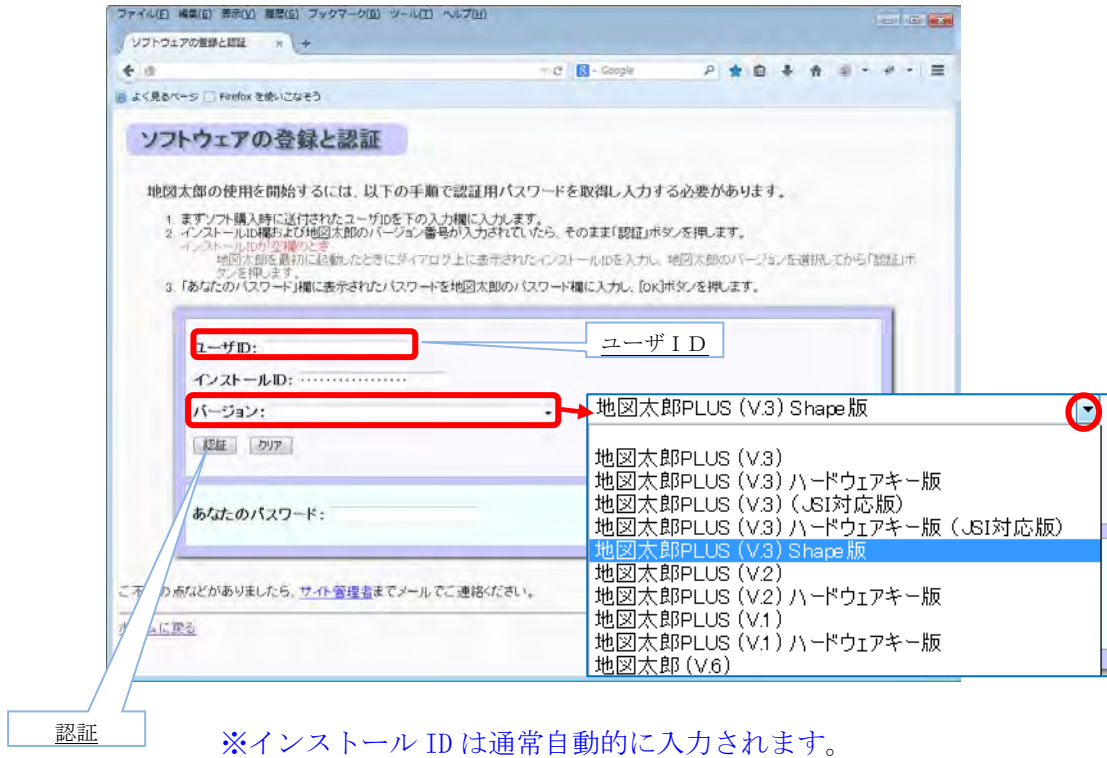 ファイル(F) 編集(E) 表示(V) 履歴(S) ブックマーク(B) ツール(T) ヘルプ(H)
ソフトウェアの登録と認証 × +
Google
よく見るページ Firefox を使いこなそう
ソフトウェアの登録と認証
地図太郎の使用を開始するには、以下の手順で認証用パスワードを取得し入力する必要があります。
1. まずソフト購入時に送付されたユーザIDを下の入力欄に入力します。
2. インストールID欄および地図太郎のバージョン番号が入力されていたら、そのまま「認証」ボタンを押します。
インストールIDが空欄のとき
地図太郎を最初に起動したときにダイアログ上に表示されたインストールIDを入力し、地図太郎のバージョンを選択してから「認証」ボ
タンを押します。
3. 「あなたのパスワード」欄に表示されたパスワードを地図太郎のパスワード欄に入力し、[OK]ボタンを押します。
ユーザID:
ユーザID
インストールID:
バージョン:
地図太郎PLUS (V.3) Shape版
認証 クリア
地図太郎PLUS (V.3)
地図太郎PLUS (V.3) ハードウェアキー版
地図太郎PLUS (V.3) (JSI対応版)
地図太郎PLUS (V.3) ハードウェアキー版 (JSI対応版)
地図太郎PLUS (V.3) Shape版
地図太郎PLUS (V.2)
地図太郎PLUS (V.2) ハードウェアキー版
地図太郎PLUS (V.1)
地図太郎PLUS (V.1) ハードウェアキー版
地図太郎 (V.6)
あなたのパスワード:
ご不 の点などがありましたら、サイト管理者までメールでご連絡ください。
ホームに戻る
認証
※インストール ID は通常自動的に入力されます。